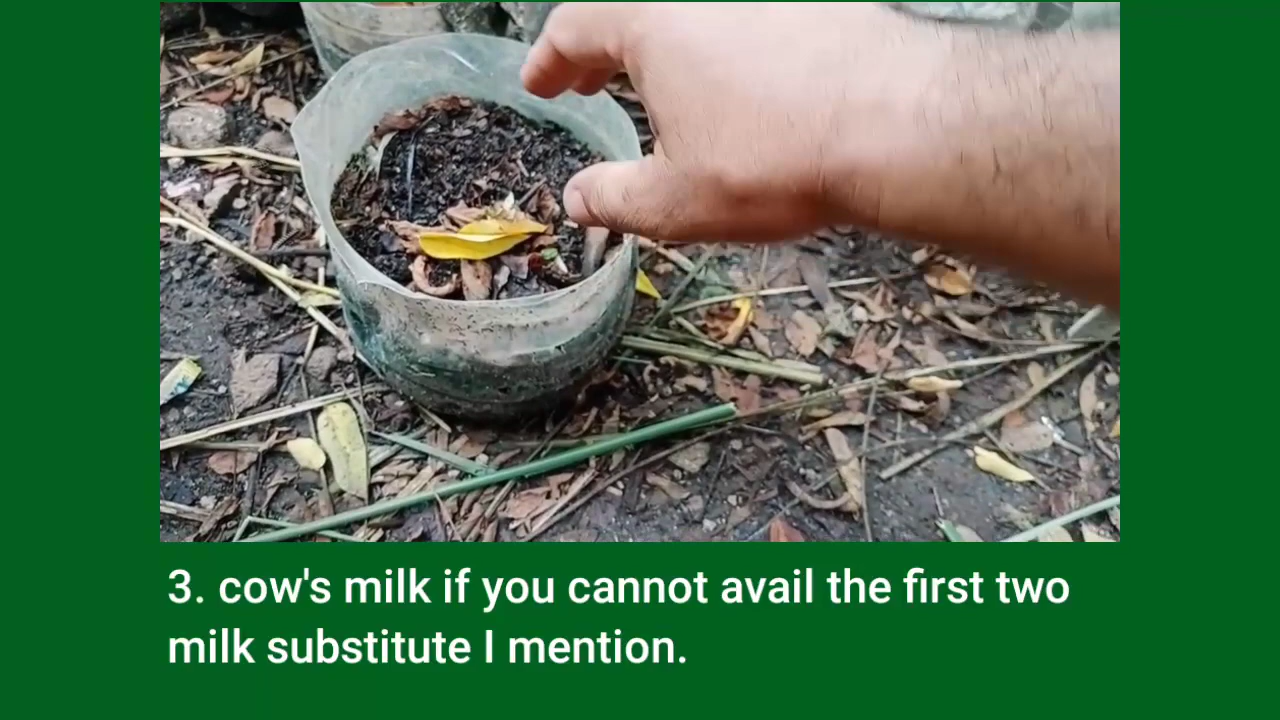 3. cow's milk if you cannot avail the first two
milk substitute I mention.